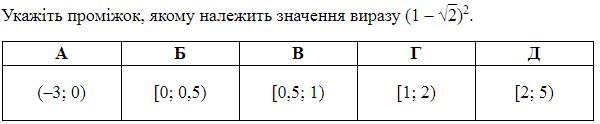 Укажіть проміжок, якому належить значення виразу (1 – √2)².
А Б В Г Д
(–3; 0) [0; 0,5) [0,5; 1) [1; 2) [2; 5)